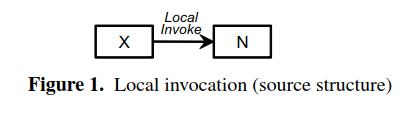 Local
Invoke
X
N
Figure 1. Local invocation (source structure)